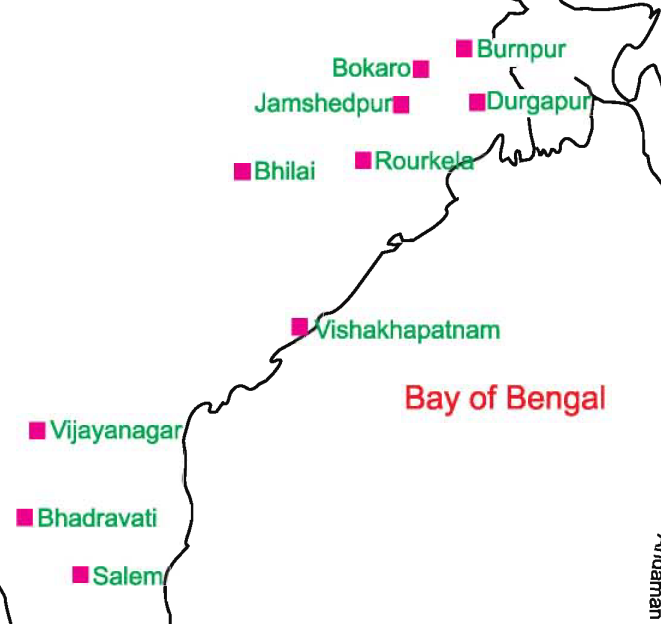 Burnpur
Bokaro
Jamshedpur
Durgapur
Rourkela
Bhilai
Vishakhapatnam
Bay of Bengal
Vijayanagar
Bhadravati
Salem